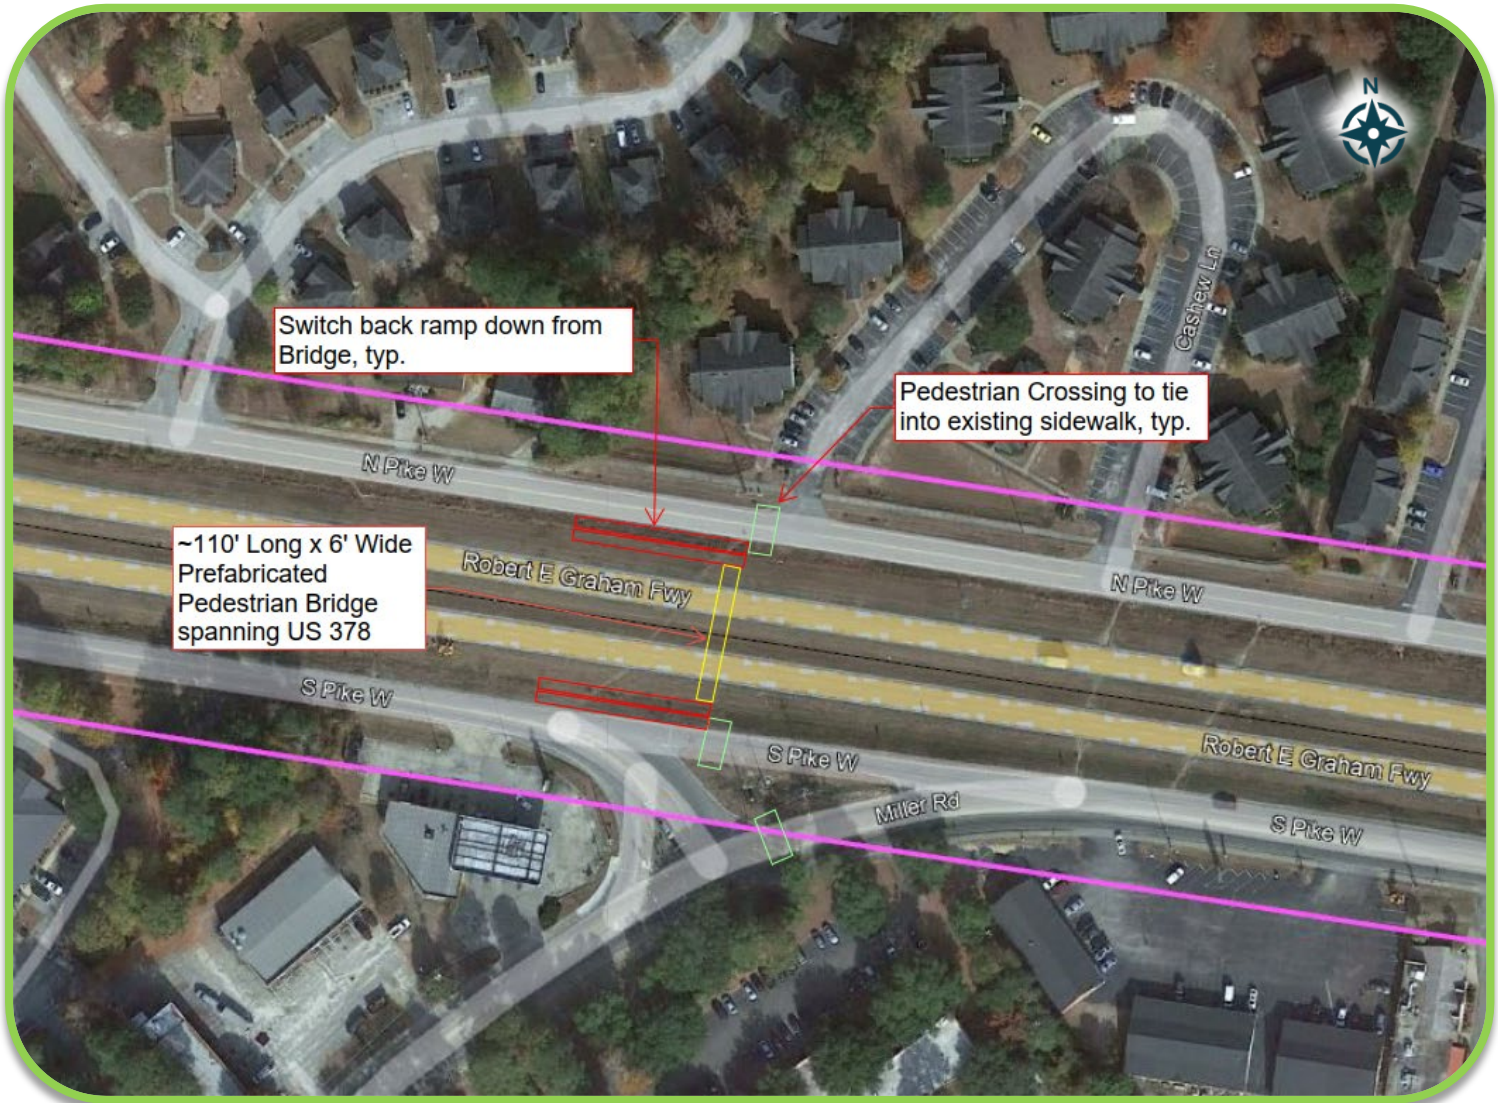 N
Switch back ramp down from
Bridge, typ.
Cashew Ln
Pedestrian Crossing to tie
into existing sidewalk, typ.
N Pike W
~110' Long x 6' Wide
Prefabricated
Pedestrian Bridge
spanning US 378
Robert E Graham Fwy
N Pike W
S Pike W
S Pike W
Robert E Graham Fwy
Miller Rd
S Pike W